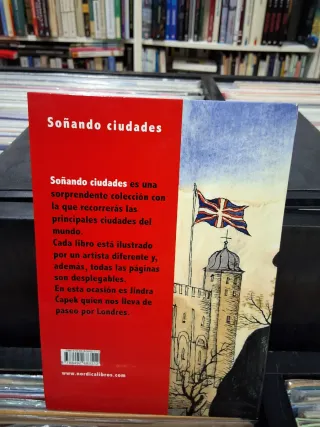 Soñando ciudades
Soñando ciudades es una
sorprendente colección con
la que recorrerás las
principales ciudades del
mundo.
Cada libro está ilustrado
por un artista diferente y,
además, todas las páginas
son desplegables.
En esta ocasión es Jindra
Čapek quien nos lleva de
paseo por Londres.
www.nordicalibros.com